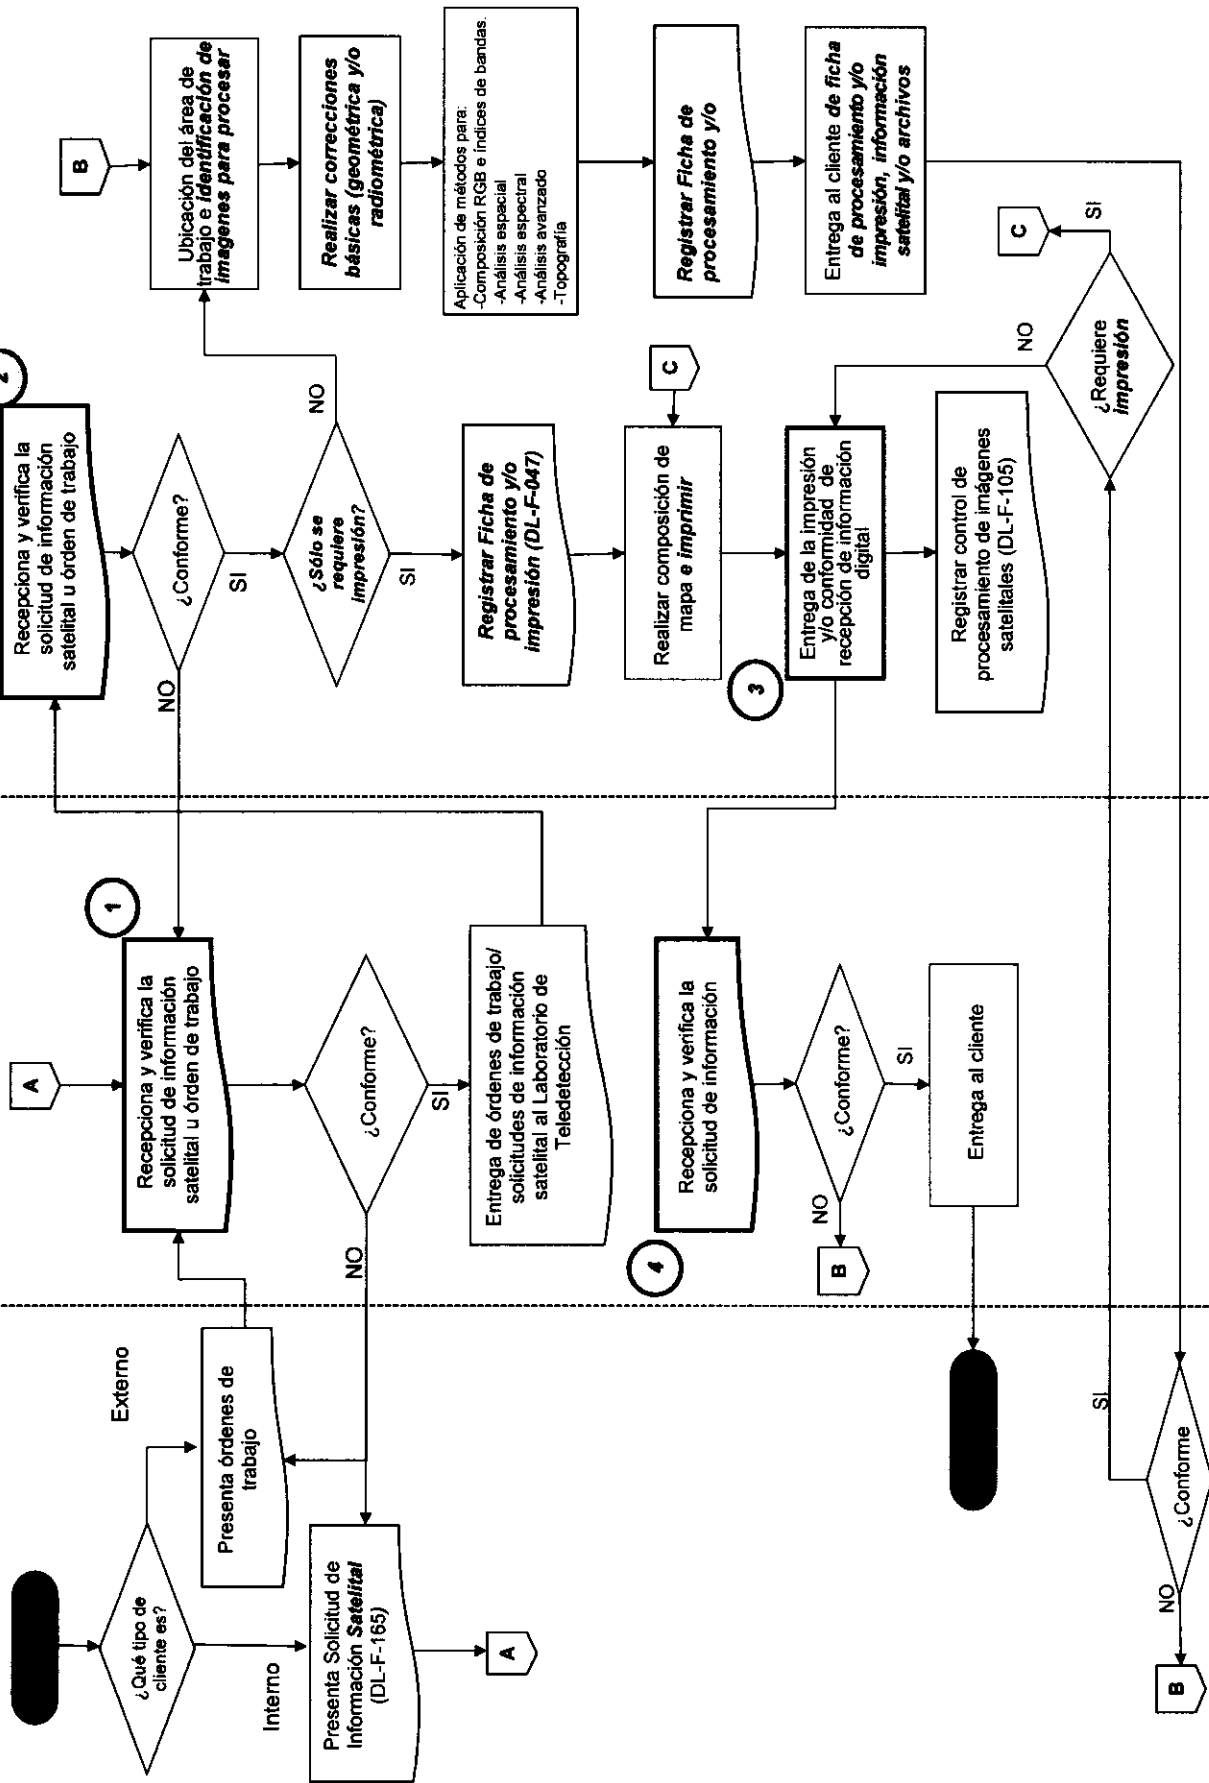 ¿Qué tipo de
cliente es?
Externo
Interno
Presenta órdenes de
trabajo
Presenta Solicitud de
Información Satelital
(DL-F-165)
A
¿Conforme
NO
SI
B
A
1
Recepciona y verifica la
solicitud de información
satelital u órden de trabajo
¿Conforme?
NO
SI
Entrega de órdenes de trabajo/
solicitudes de información
satelital al Laboratorio de
Teledetección
4
Recepciona y verifica la
solicitud de información
¿Conforme?
NO
SI
B
Entrega al cliente
2
Recepciona y verifica la
solicitud de información
satelital u órden de trabajo
¿Conforme?
NO
SI
¿Sólo se
requiere
impresión?
NO
SI
Registrar Ficha de
procesamiento y/o
impresión (DL-F-047)
C
Realizar composición de
mapa e imprimir
3
Entrega de la impresión
y/o conformidad de
recepción de información
digital
Registrar control de
procesamiento de imágenes
satelitales (DL-F-105)
B
Ubicación del área de
trabajo e identificación de
imagenes para procesar
Realizar correcciones
básicas (geométrica y/o
radiométrica)
Aplicación de métodos para:
-Composición RGB e índices de bandas.
-Análisis espacial
-Análisis espectral
-Análisis avanzado
-Topografía
Registrar Ficha de
procesamiento y/o
Entrega al cliente de ficha
de procesamiento y/o
impresión, información
satelital y/o archivos
¿Requiere
impresión
NO
SI
C